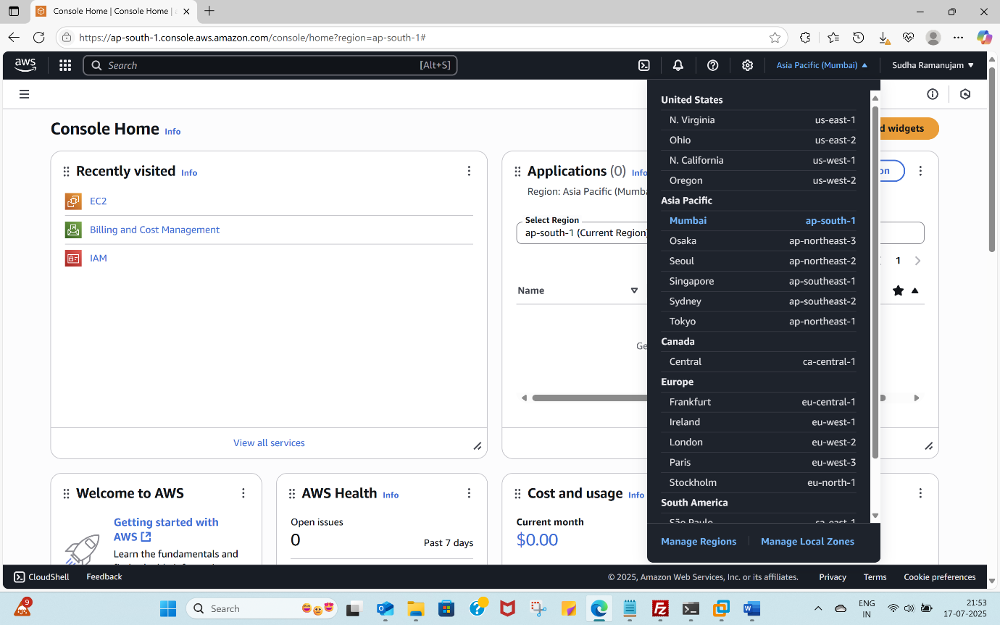 Console Home | Console Home |
https://ap-south-1.console.aws.amazon.com/console/home?region=ap-south-1#
aws
Search [Alt+S]
Asia Pacific (Mumbai)
Sudha Ramanujam
Console Home Info
d widgets
Recently visited Info
EC2
Billing and Cost Management
IAM
View all services
Applications (0) Info
on
Region: Asia Pacific (Mumba
Select Region
ap-south-1 (Current Region)
1
Name
Ge
United States
N. Virginia us-east-1
Ohio us-east-2
N. California us-west-1
Oregon us-west-2
Asia Pacific
Mumbai ap-south-1
Osaka ap-northeast-3
Seoul ap-northeast-2
Singapore ap-southeast-1
Sydney ap-southeast-2
Tokyo ap-northeast-1
Canada
Central ca-central-1
Europe
Frankfurt eu-central-1
Ireland eu-west-1
London eu-west-2
Paris eu-west-3
Stockholm eu-north-1
South America
São Paulo sa-east-1
Manage Regions Manage Local Zones
Welcome to AWS
Getting started with
AWS
Learn the fundamentals and
AWS Health Info
Open issues
0 Past 7 days
Cost and usage Info
Current month
$0.00
CloudShell Feedback
© 2025, Amazon Web Services, Inc. or its affiliates. Privacy Terms Cookie preferences
9
Search
ENG
IN
21:53
17-07-2025